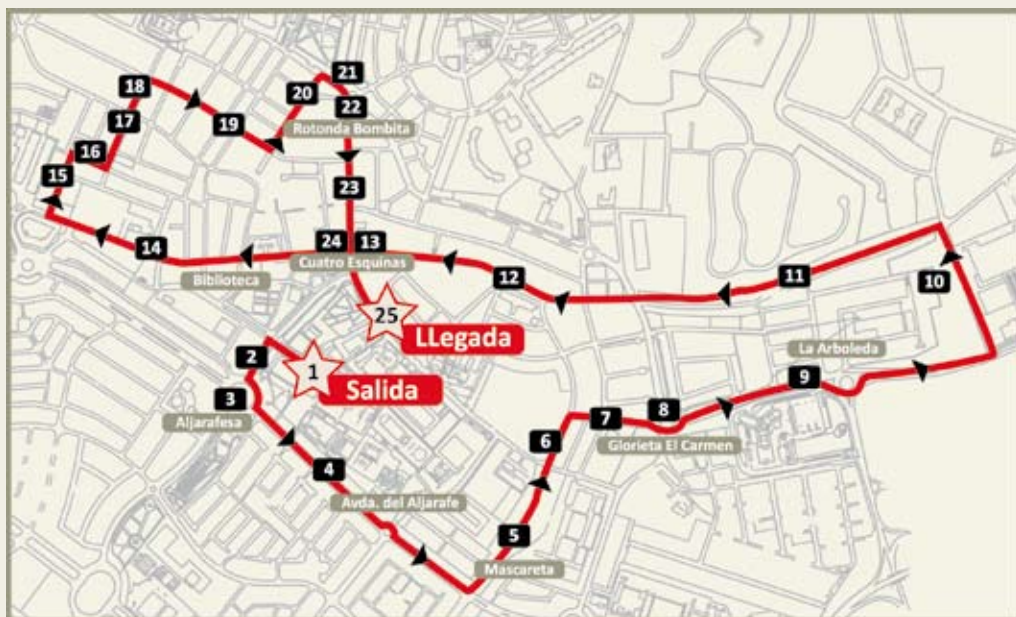 21
18
20
22
17
19
Rotonda Bombita
16
15
23
24
13
14
Cuatro Esquinas
Biblioteca
12
11
10
25
LLegada
La Arboleda
2
1
Salida
9
3
Aljarafesa
8
7
6
Glorieta El Carmen
4
Avda. del Aljarafe
5
Mascareta